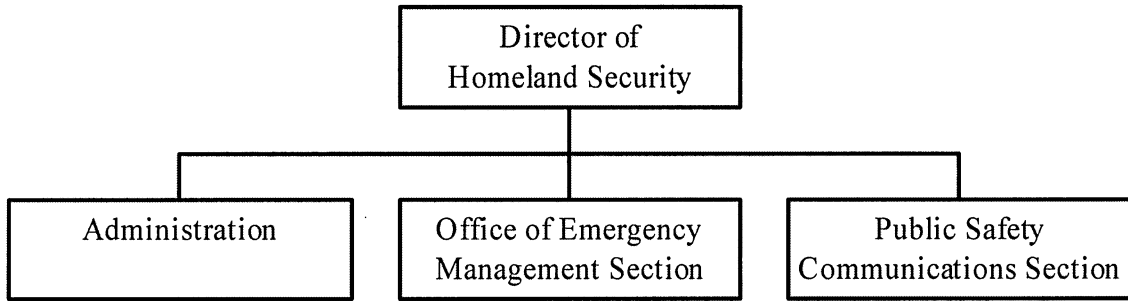 Director of
Homeland Security
Administration
Office of Emergency
Management Section
Public Safety
Communications Section